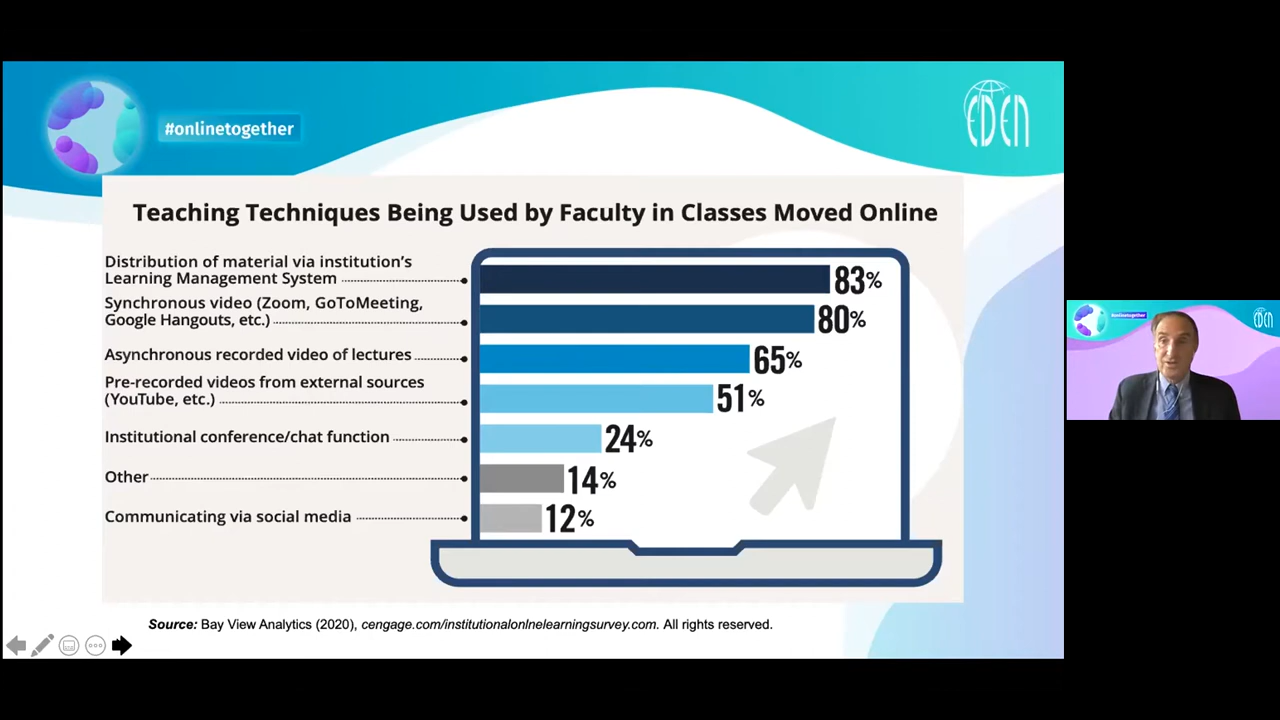 #onlinetogether
EDEN
Teaching Techniques Being Used by Faculty in Classes Moved Online
Distribution of material via institution's
Learning Management System
83%
Synchronous video (Zoom, GoToMeeting,
Google Hangouts, etc.)
80%
Asynchronous recorded video of lectures
65%
Pre-recorded videos from external sources
(YouTube, etc.)
51%
Institutional conference/chat function
24%
Other
14%
Communicating via social media
12%
Source: Bay View Analytics (2020), cengage.com/institutionalonlnelearningsurvey.com. All rights reserved.
#onlinetogether
EDEN